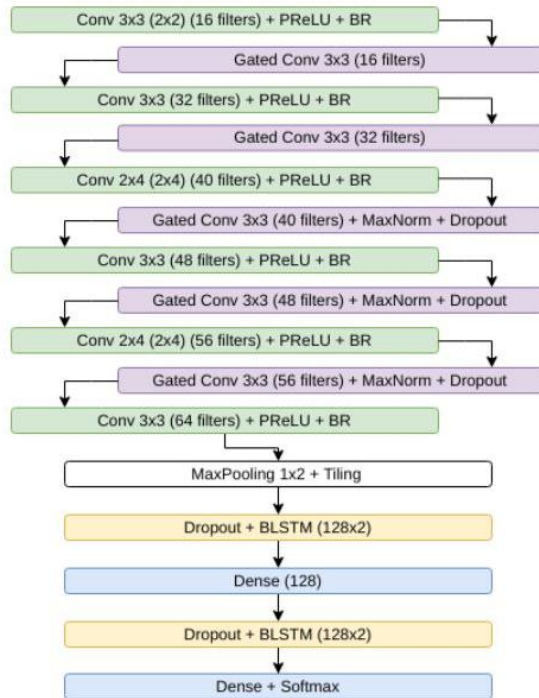 Conv 3x3 (2x2) (16 filters) + PReLU + BR
Gated Conv 3x3 (16 filters)
Conv 3x3 (32 filters) + PReLU + BR
Gated Conv 3x3 (32 filters)
Conv 2x4 (2x4) (40 filters) + PReLU + BR
Gated Conv 3x3 (40 filters) + MaxNorm + Dropout
Conv 3x3 (48 filters) + PReLU + BR
Gated Conv 3x3 (48 filters) + MaxNorm + Dropout
Conv 2x4 (2x4) (56 filters) + PReLU + BR
Gated Conv 3x3 (56 filters) + MaxNorm + Dropout
Conv 3x3 (64 filters) + PReLU + BR
MaxPooling 1x2 + Tiling
Dropout + BLSTM (128x2)
Dense (128)
Dropout + BLSTM (128x2)
Dense + Softmax